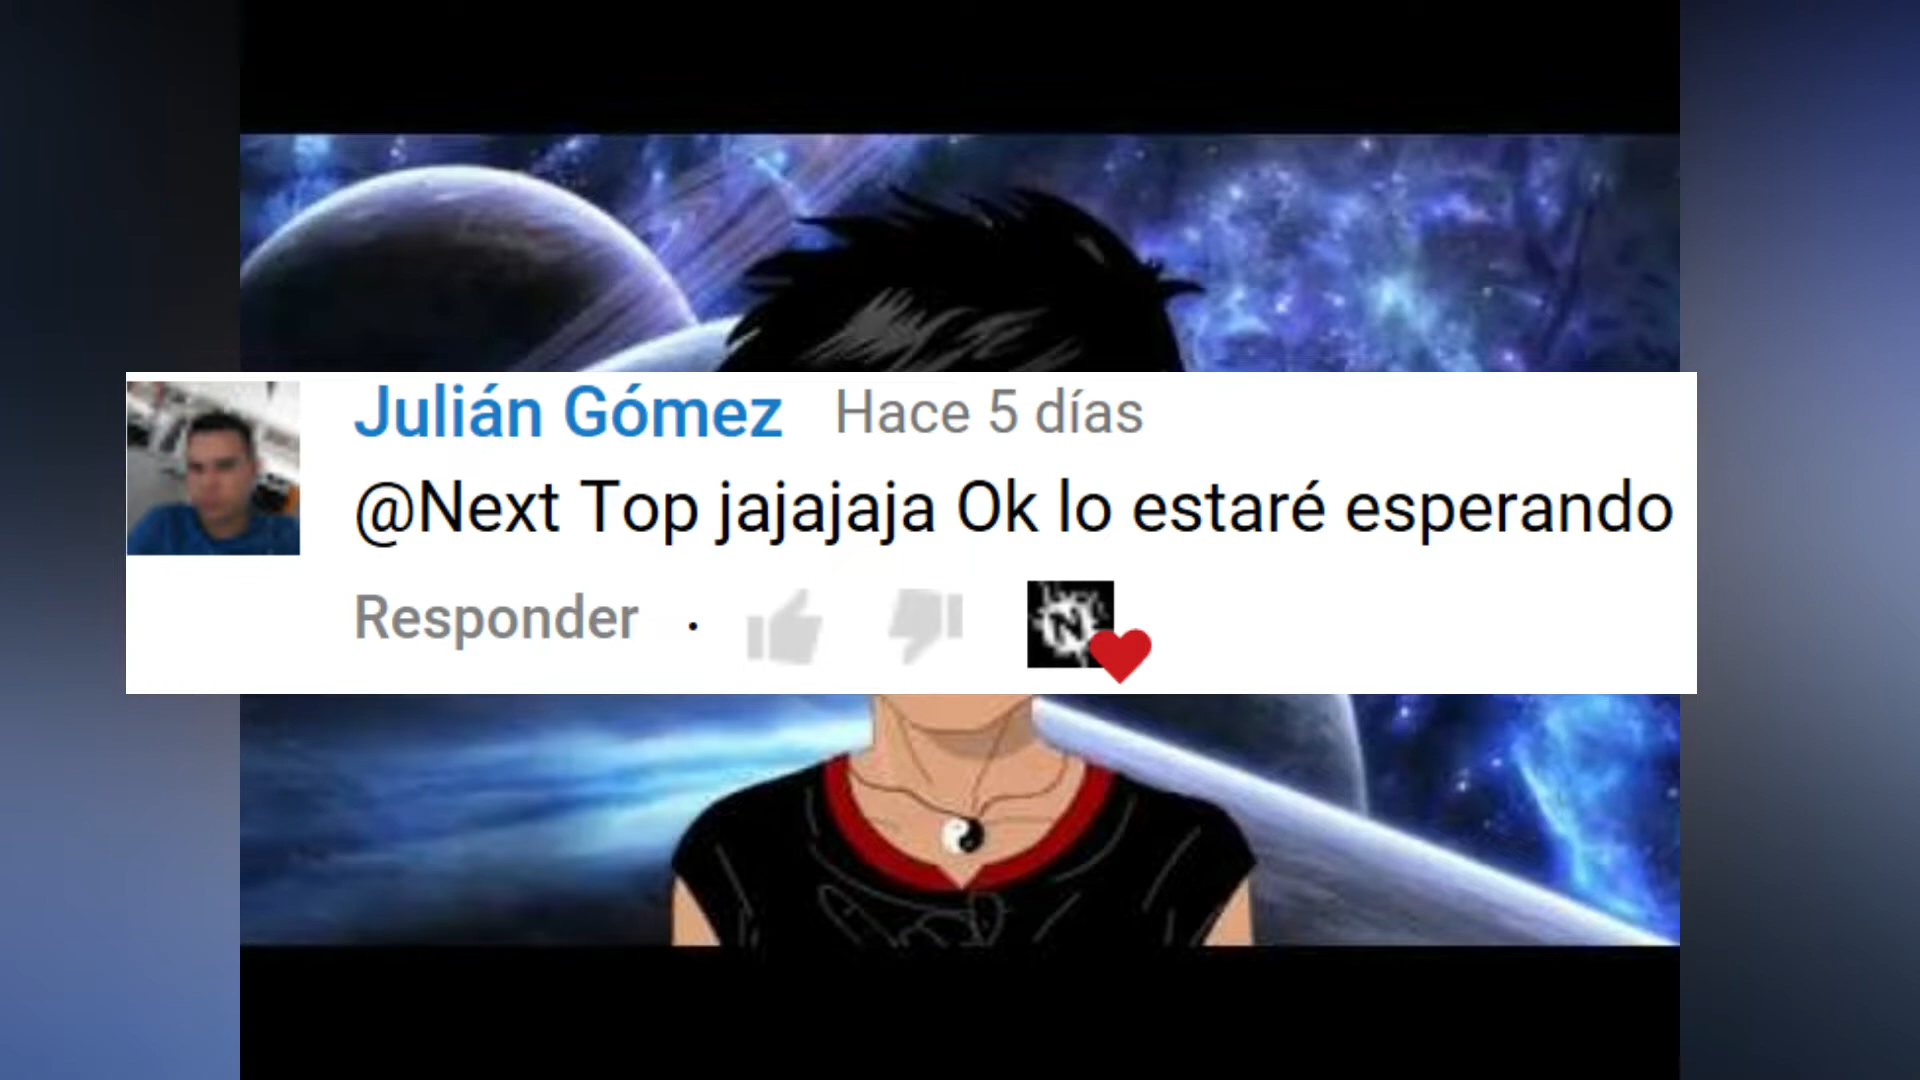 Julián Gómez Hace 5 días
@Next Top jajajaja Ok lo estaré esperando
Responder ·
N